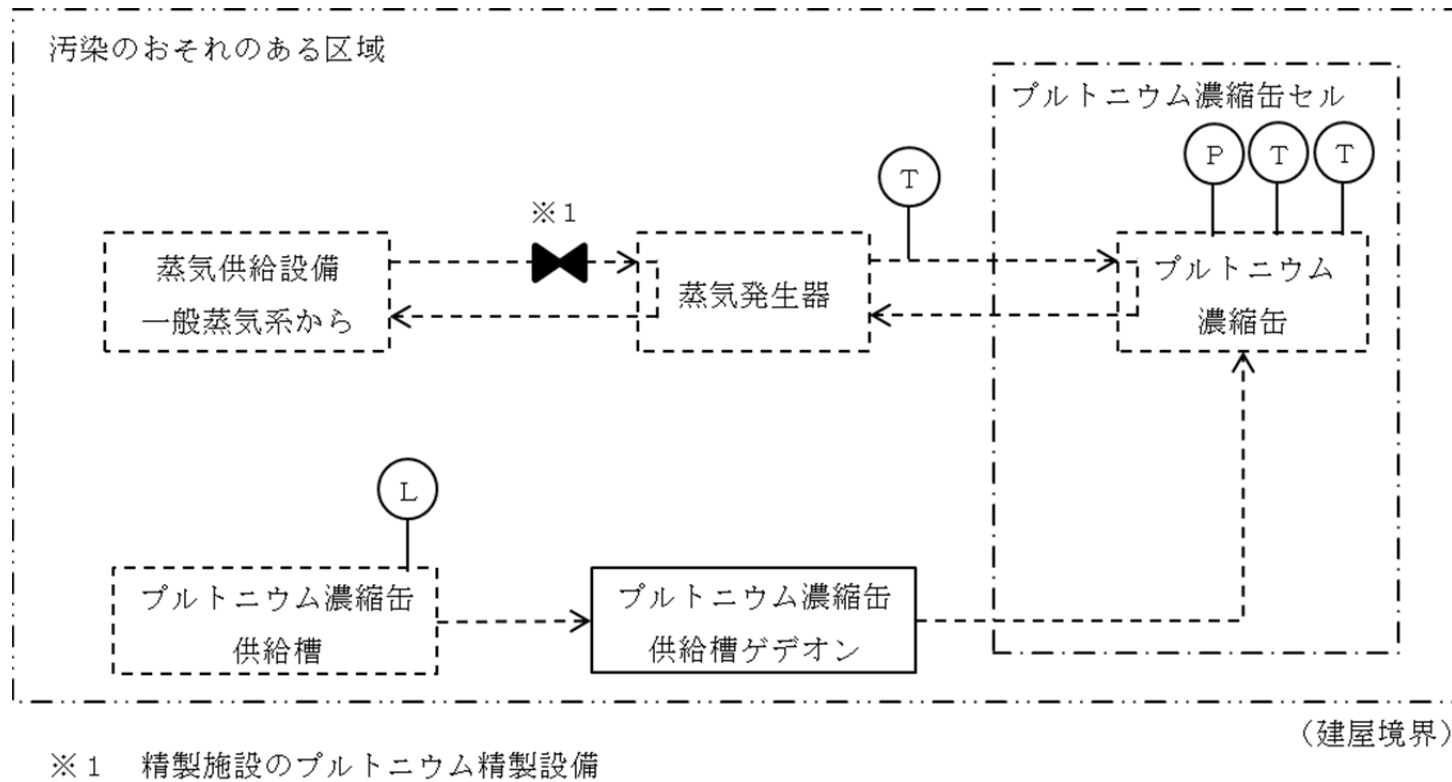 汚染のおそれのある区域
プルトニウム濃縮缶セル
P
T
T
T
※1
蒸気供給設備
一般蒸気系から
蒸気発生器
プルトニウム
濃縮缶
L
プルトニウム濃縮缶
供給槽
プルトニウム濃縮缶
供給槽ゲデオン
(建屋境界)
※1 精製施設のプルトニウム精製設備